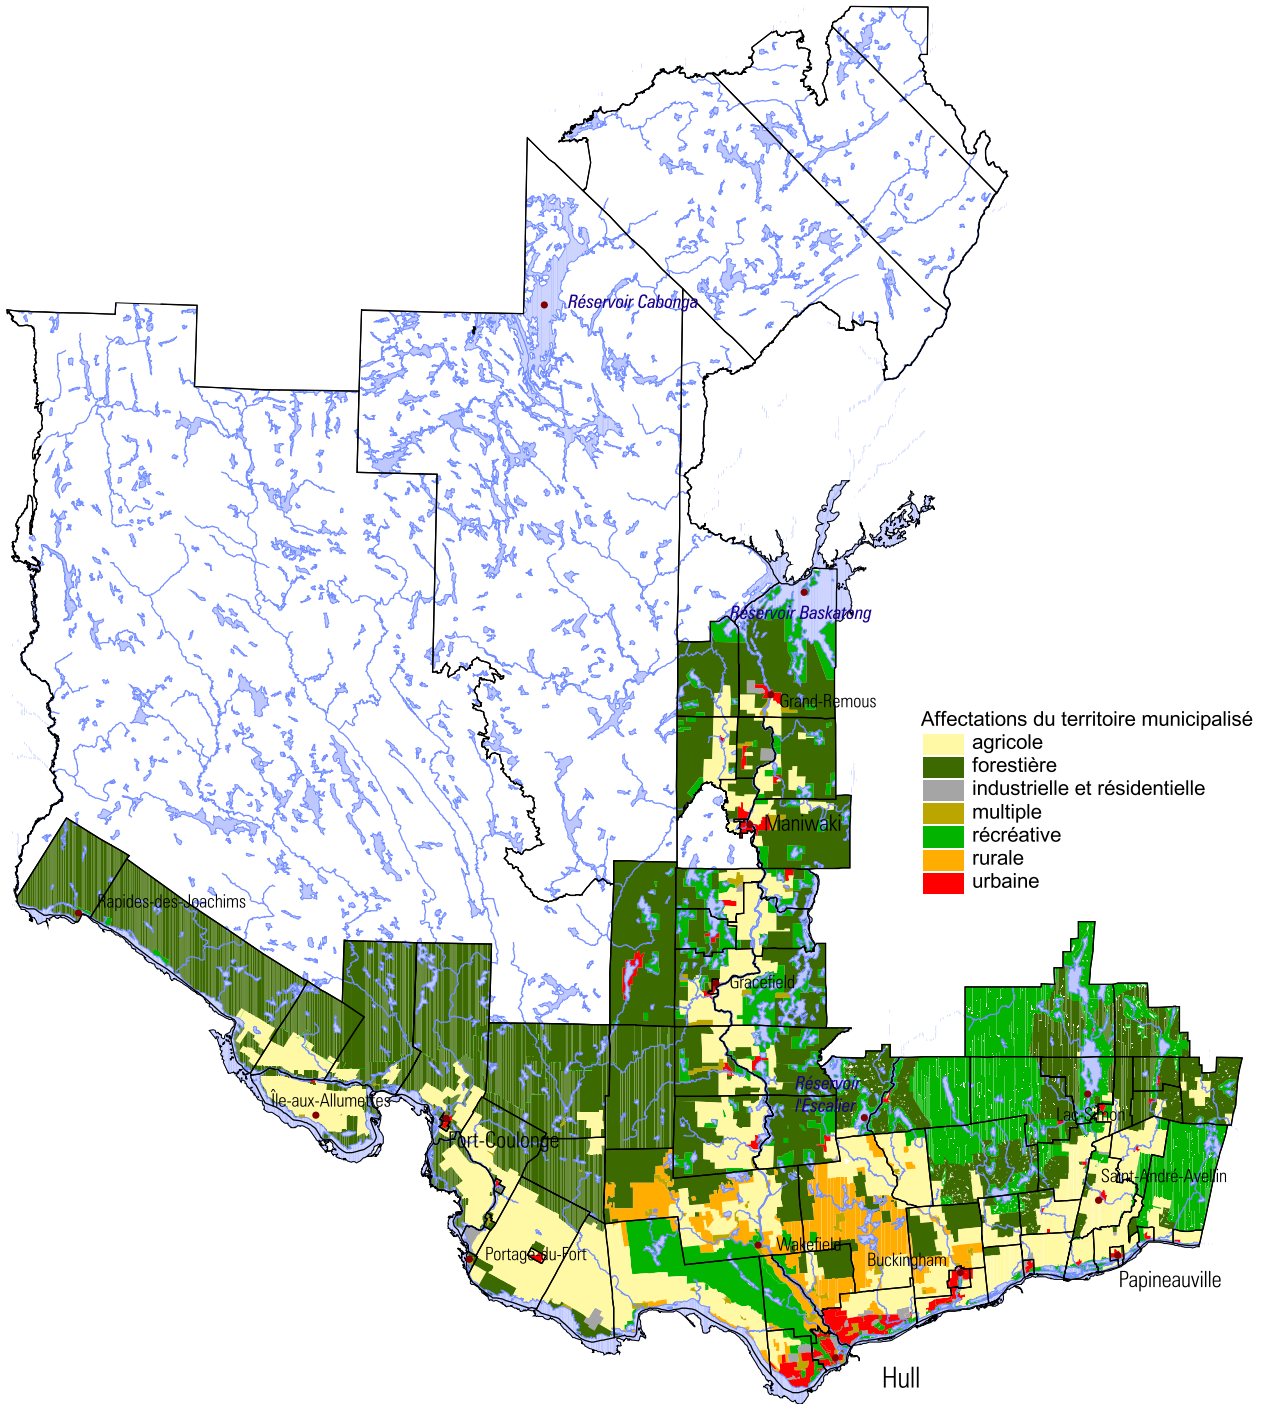 Réservoir Cabonga
Réservoir Baskatong
Grand-Remous
Affectations du territoire municipalisé
agricole
forestière
industrielle et résidentielle
multiple
récréative
rurale
urbaine
Maniwaki
Rapides-des-Joachims
Gracefield
Réservoir
l'Escalier
Île-aux-Allumettes
Lac-Simon
Fort-Coulonge
Saint-André-Avellin
Wakefield
Portage-du-Fort
Buckingham
Papineauville
Hull